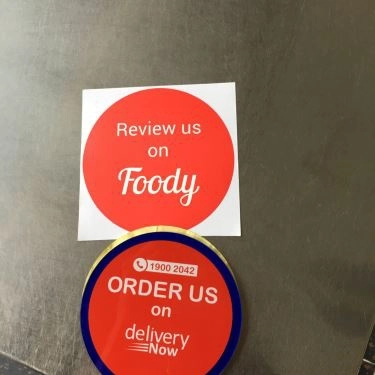 Review us
on
Foody
1900 2042
ORDER US
on
delivery
Now